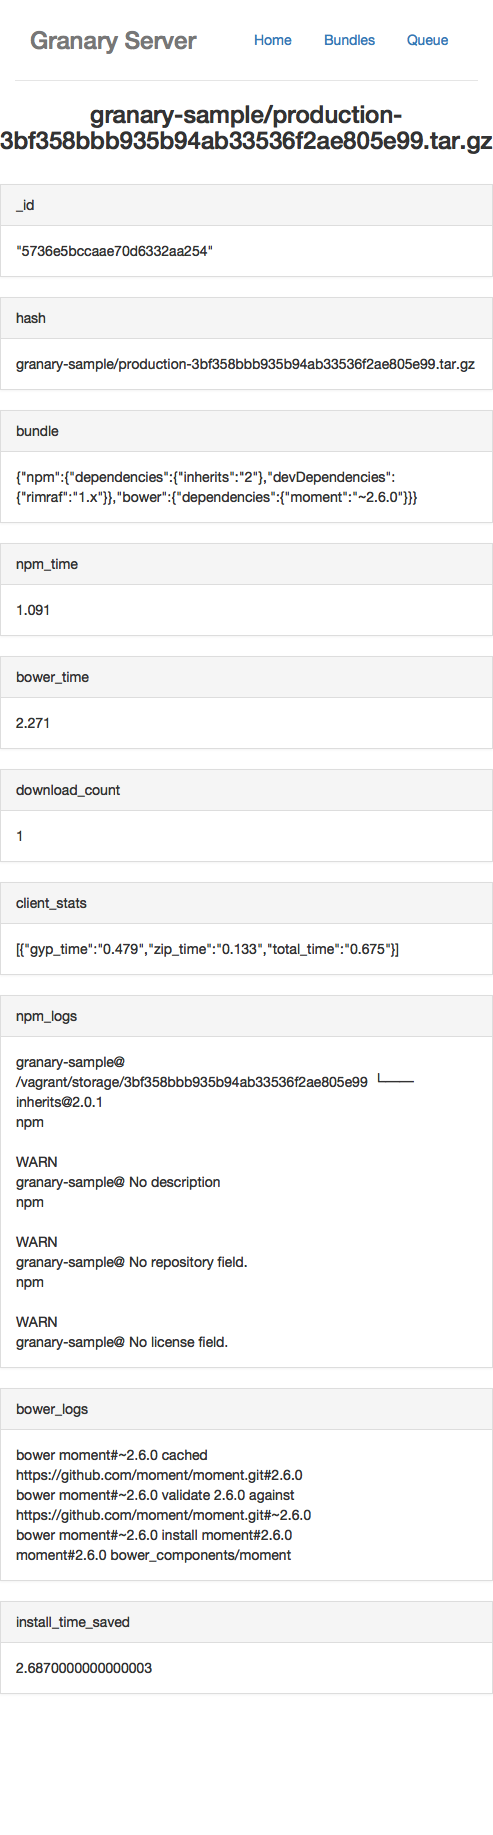 Granary Server Home Bundles Queue
granary-sample/production-
3bf358bbb935b94ab33536f2ae805e99.tar.gz
_id
"5736e5bccaae70d6332aa254"
hash
granary-sample/production-3bf358bbb935b94ab33536f2ae805e99.tar.gz
bundle
{"npm":{"dependencies":{"inherits":"2"},"devDependencies":
{"rimraf":"1.x"}},"bower":{"dependencies":{"moment":"~2.6.0"}}}
npm_time
1.091
bower_time
2.271
download_count
1
client_stats
[{"gyp_time":"0.479","zip_time":"0.133","total_time":"0.675"}]
npm_logs
granary-sample@
/vagrant/storage/3bf358bbb935b94ab33536f2ae805e99 └──
inherits@2.0.1
npm
WARN
granary-sample@ No description
npm
WARN
granary-sample@ No repository field.
npm
WARN
granary-sample@ No license field.
bower_logs
bower moment#~2.6.0 cached
https://github.com/moment/moment.git#2.6.0
bower moment#~2.6.0 validate 2.6.0 against
https://github.com/moment/moment.git#~2.6.0
bower moment#~2.6.0 install moment#2.6.0
moment#2.6.0 bower_components/moment
install_time_saved
2.6870000000000003